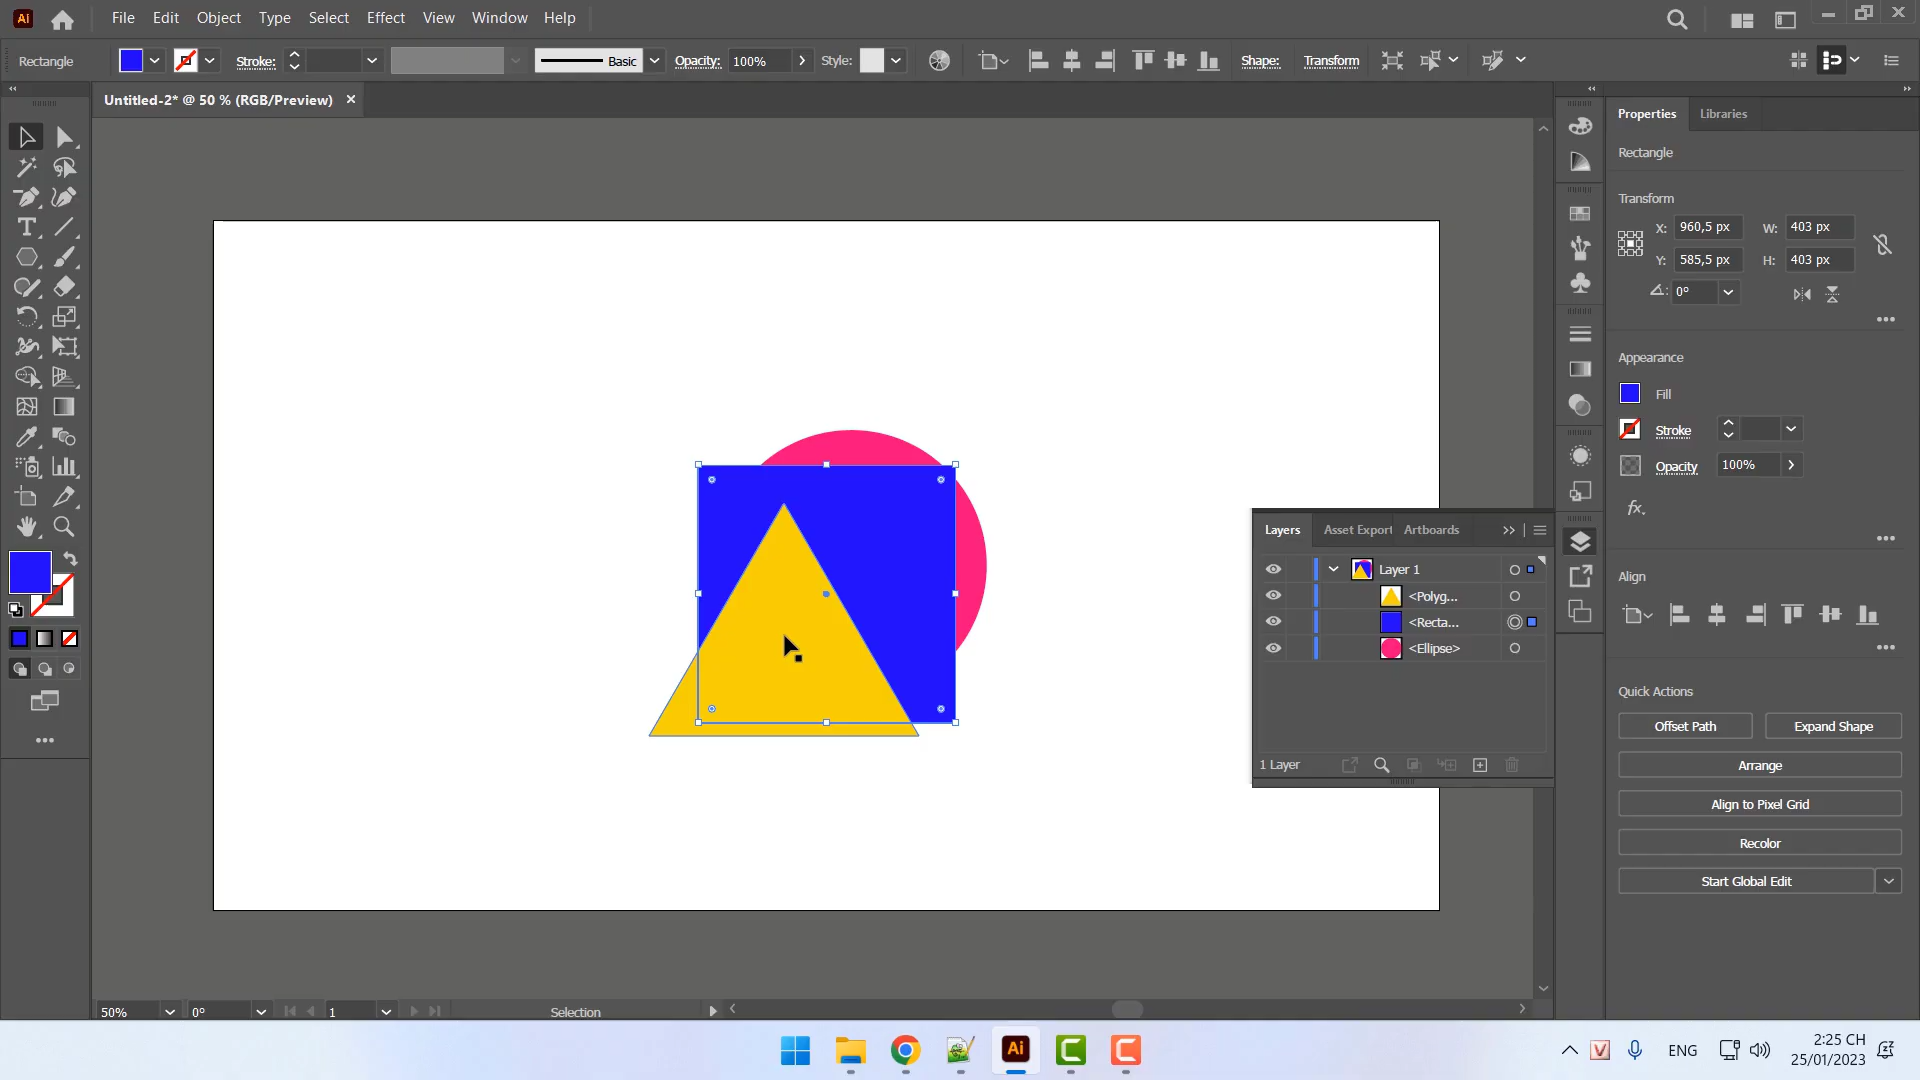 Ai File Edit Object Type Select Effect View Window Help
Rectangle Stroke: Basic Opacity: 100% Style: Shape: Transform
Untitled-2* @ 50 % (RGB/Preview) ×
Properties Libraries
Rectangle
Transform
X: 960,5 px W: 403 px
Y: 585,5 px H: 403 px
0°
Appearance
Fill
Stroke
Opacity 100%
fx.
Align
Quick Actions
Offset Path Expand Shape
Arrange
Align to Pixel Grid
Recolor
Start Global Edit
Layers Asset Export Artboards
Layer 1
<Polyg...
<Recta...
<Ellipse>
1 Layer
50% 0° 1 Selection
Ai
V ENG 2:25 CH
25/01/2023